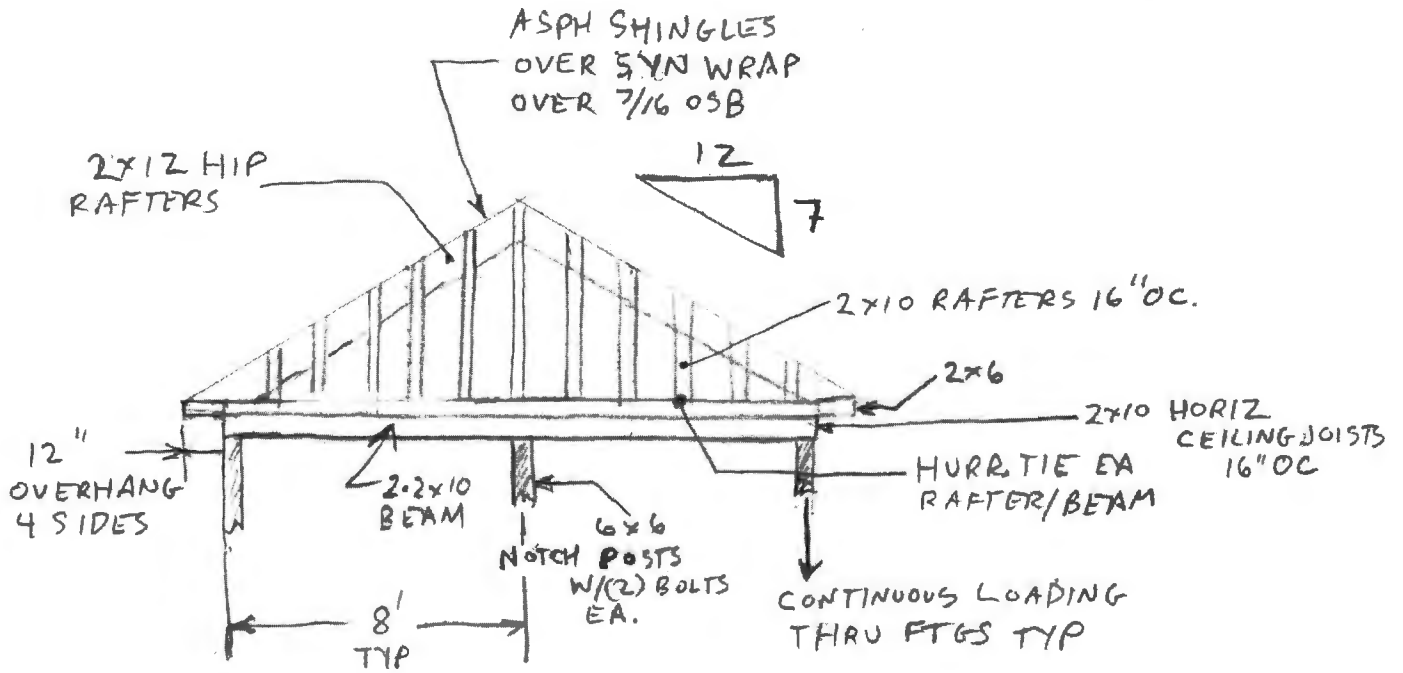 ASPH SHINGLES
OVER SYN WRAP
OVER 7/16 OSB
2x12 HIP
RAFTERS
12
7
2x10 RAFTERS 16" OC.
2x6
2x10 HORIZ
CEILING JOISTS
16" OC
HURR. TIE EA
RAFTER/BEAM
12"
OVERHANG
4 SIDES
2-2x10
BEAM
6x6
NOTCH POSTS
W/(2) BOLTS
EA.
CONTINUOUS LOADING
THRU FTGS TYP
8'
TYP